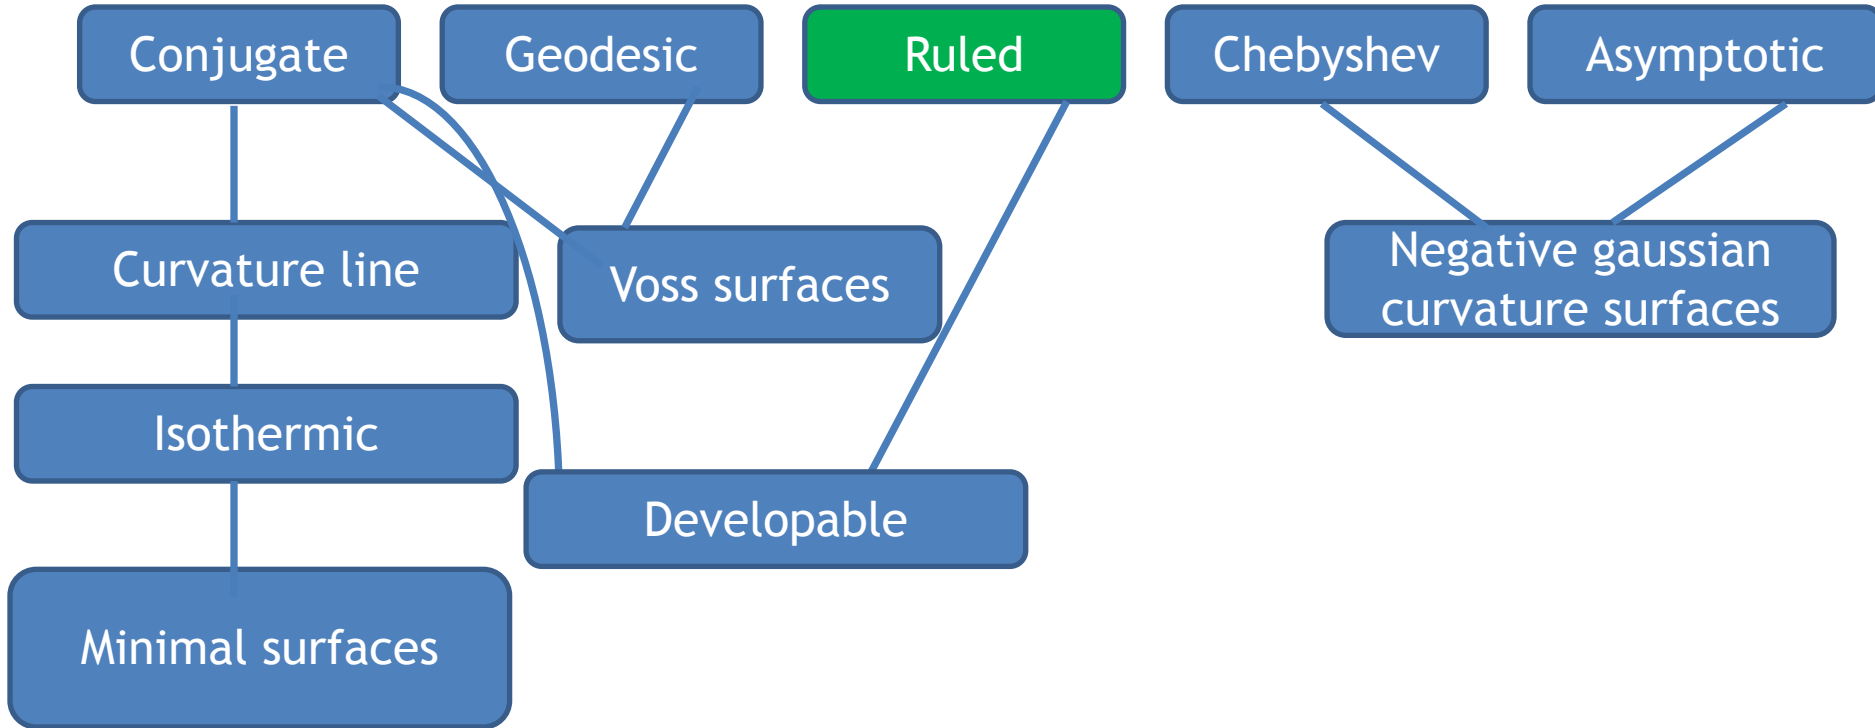 Conjugate
Geodesic
Ruled
Chebyshev
Asymptotic
Curvature line
Voss surfaces
Negative gaussian
curvature surfaces
Isothermic
Developable
Minimal surfaces